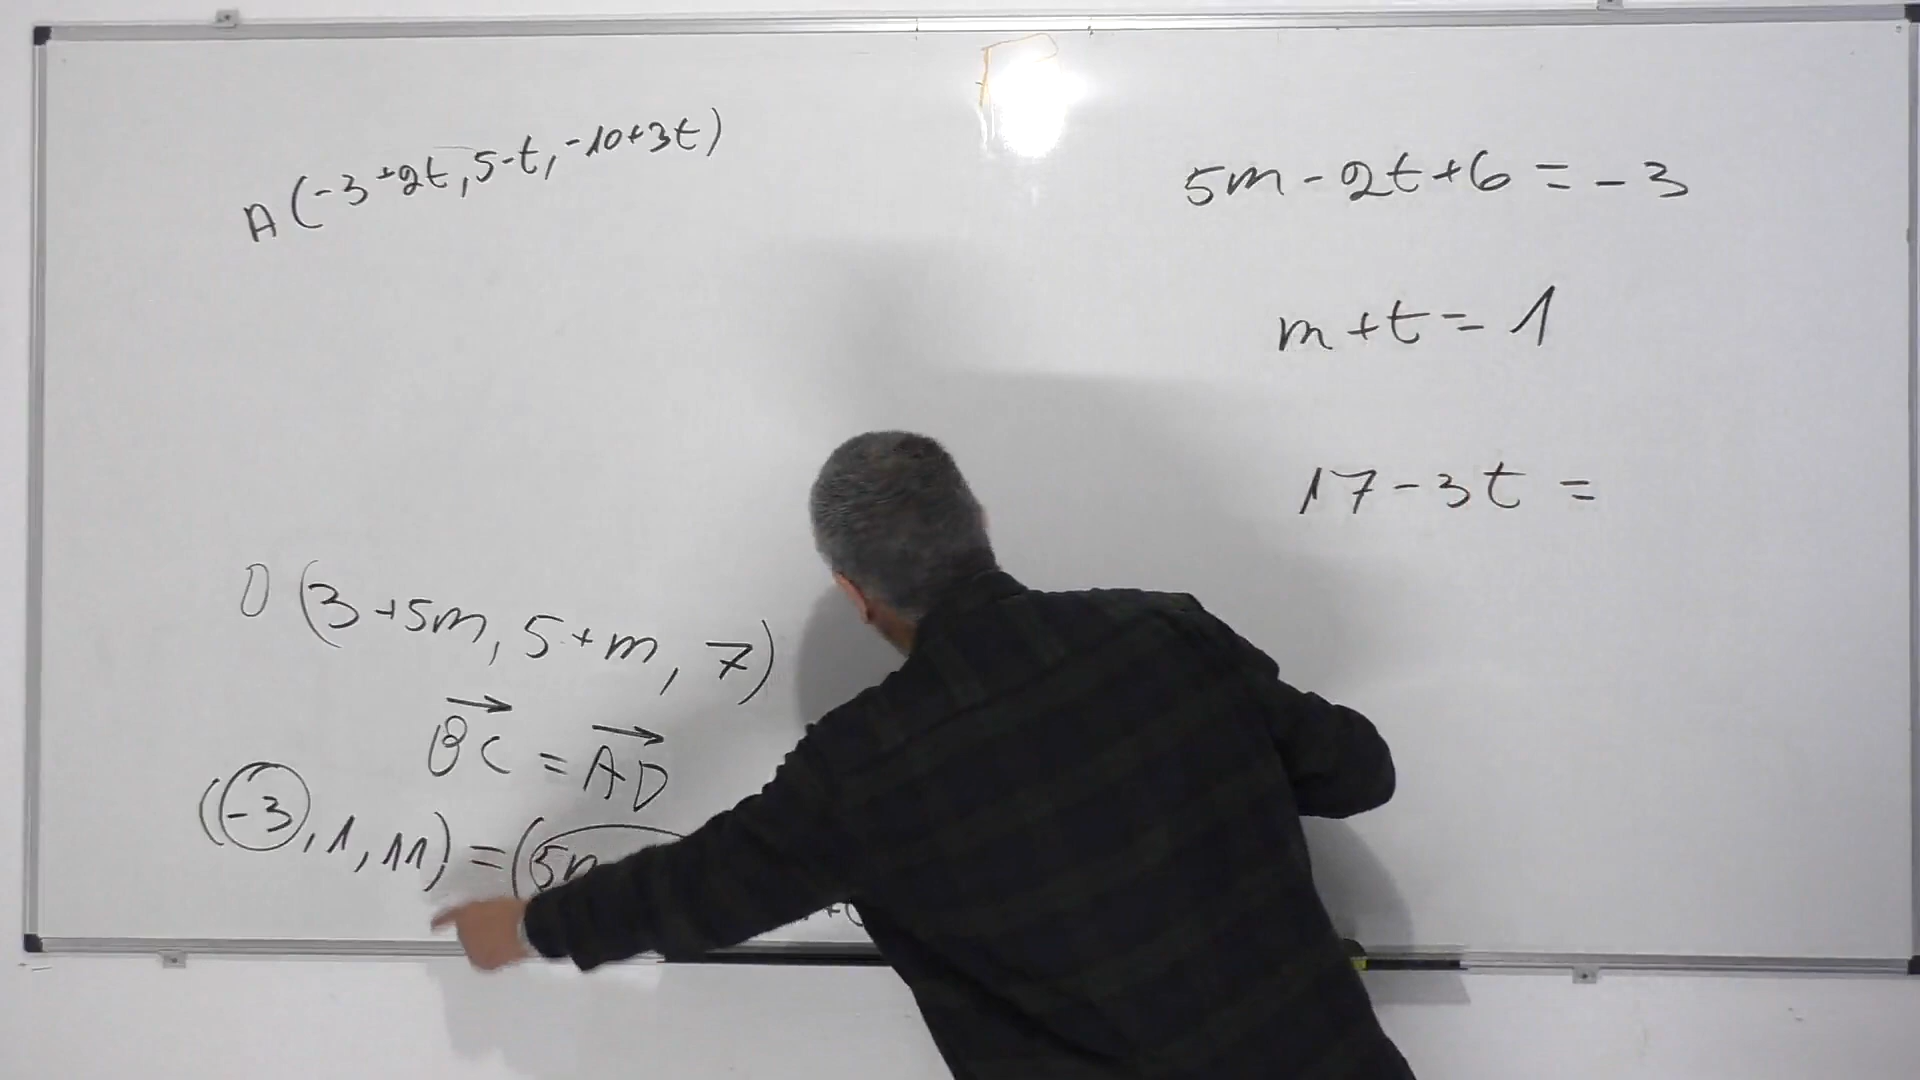 A (-3+2t, 5-t, -10+3t)
D (3+5m, 5+m, 7)
BC = AD
(-3, 1, 11) = (5m
5m - 2t + 6 = -3
m + t = 1
17 - 3t =